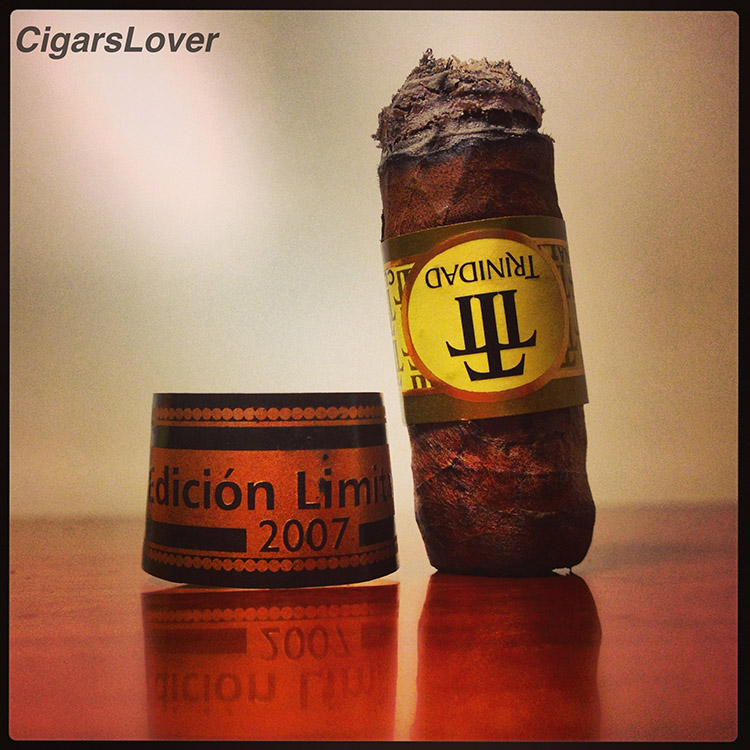 CigarsLover
TRINIDAD
Edición Limit
2007